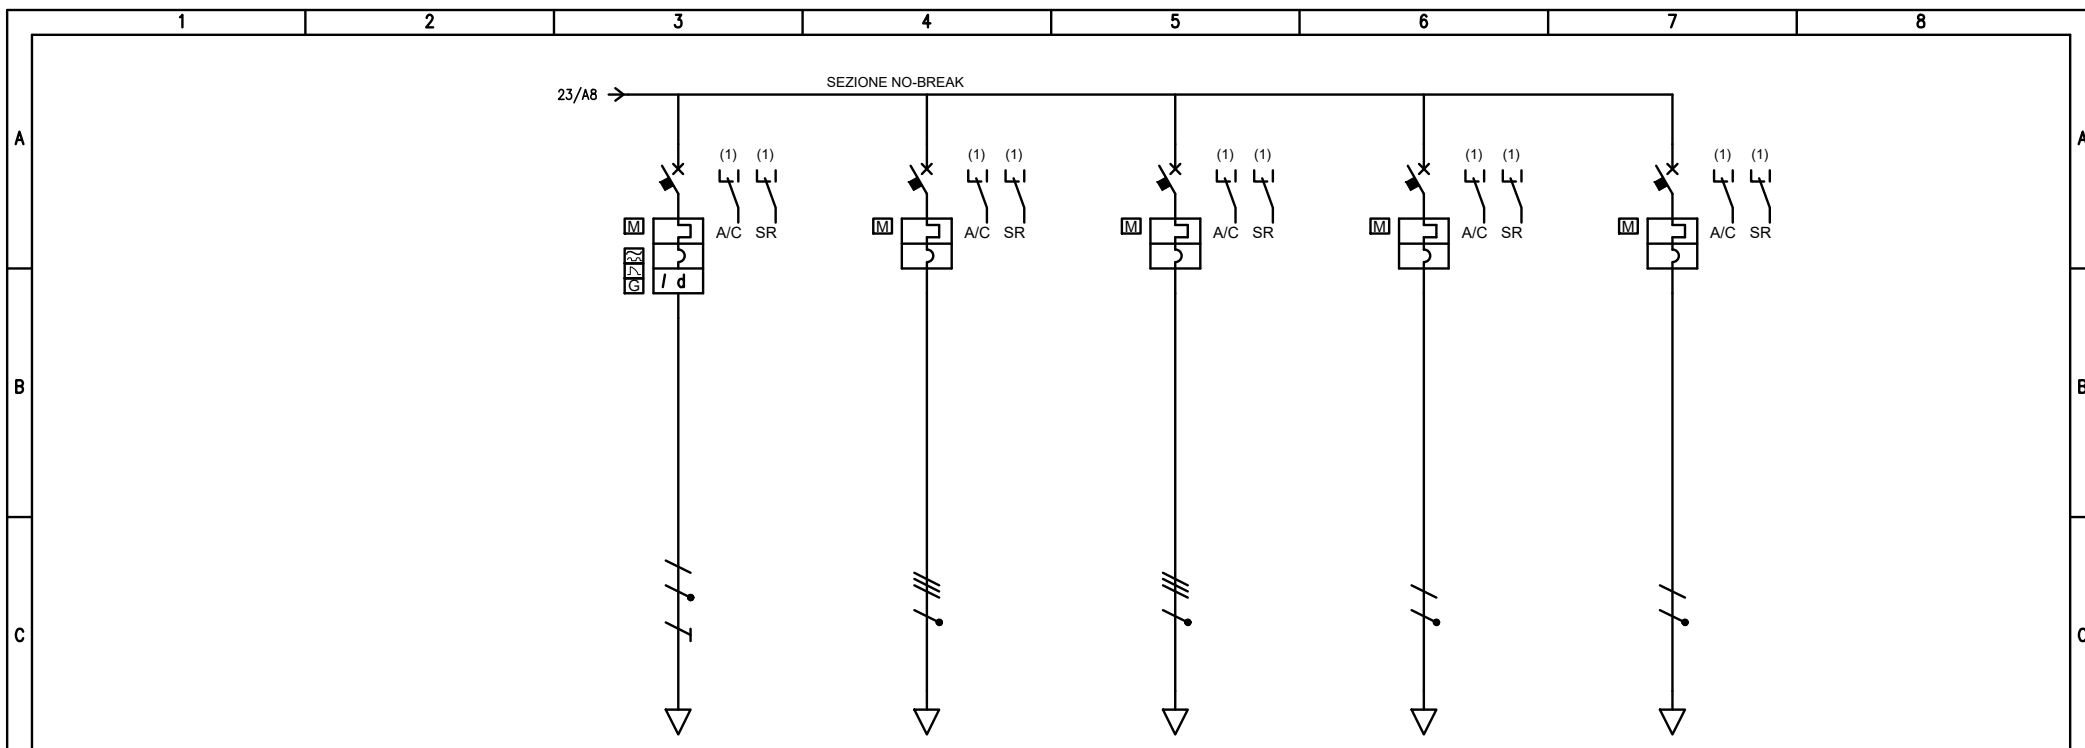 1 2 3 4 5 6 7 8
SEZIONE NO-BREAK
23/A8
A A
(1) (1) (1) (1) (1) (1) (1) (1) (1) (1)
M A/C SR M A/C SR M A/C SR M A/C SR M A/C SR
G I d
B B
C C